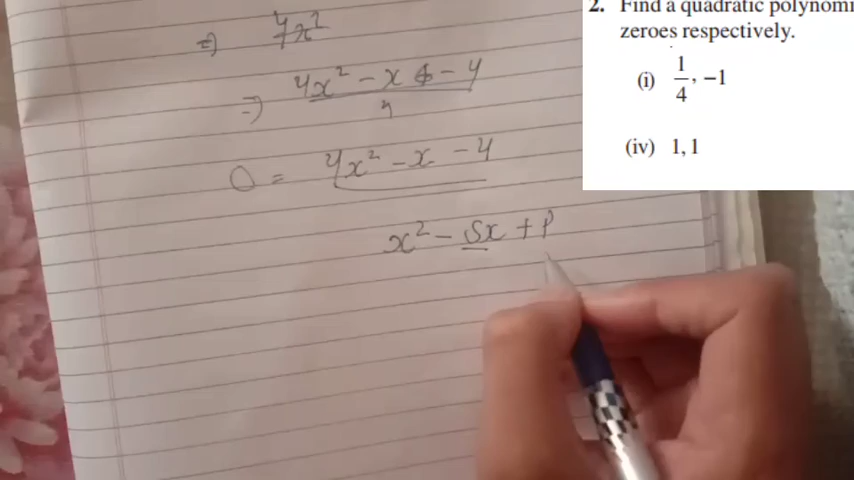 =) 4x²
=) 4x² - x - 4 / 4
0 = 4x² - x - 4
x² - Sx + P
2. Find a quadratic polynomi
zeroes respectively.
(i) 1/4, -1
(iv) 1, 1